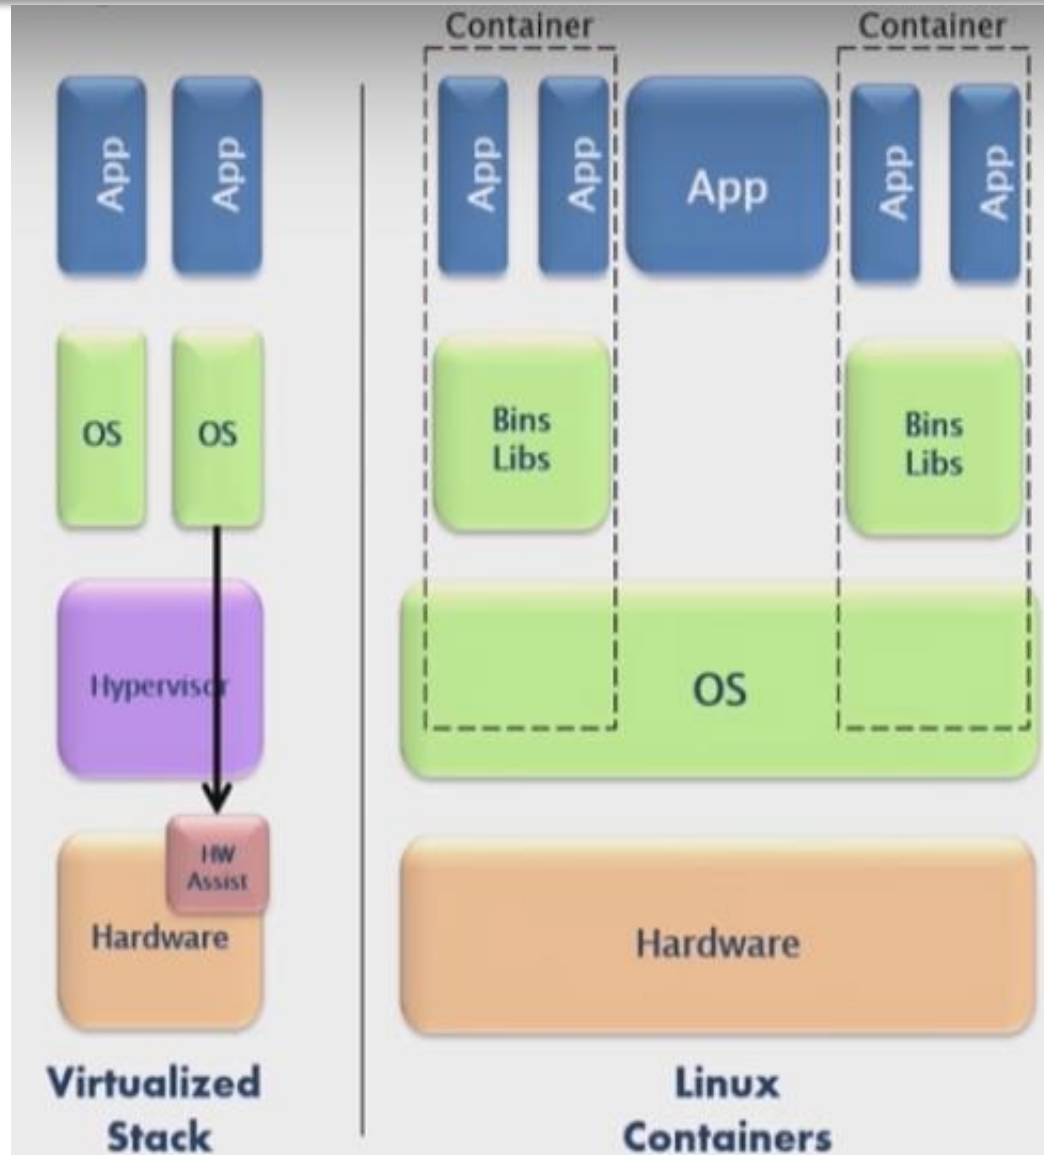 Container
Container
App
App
App
App
App
App
App
OS
OS
Bins
Libs
Bins
Libs
Hypervisor
OS
HW
Assist
Hardware
Hardware
Virtualized
Stack
Linux
Containers